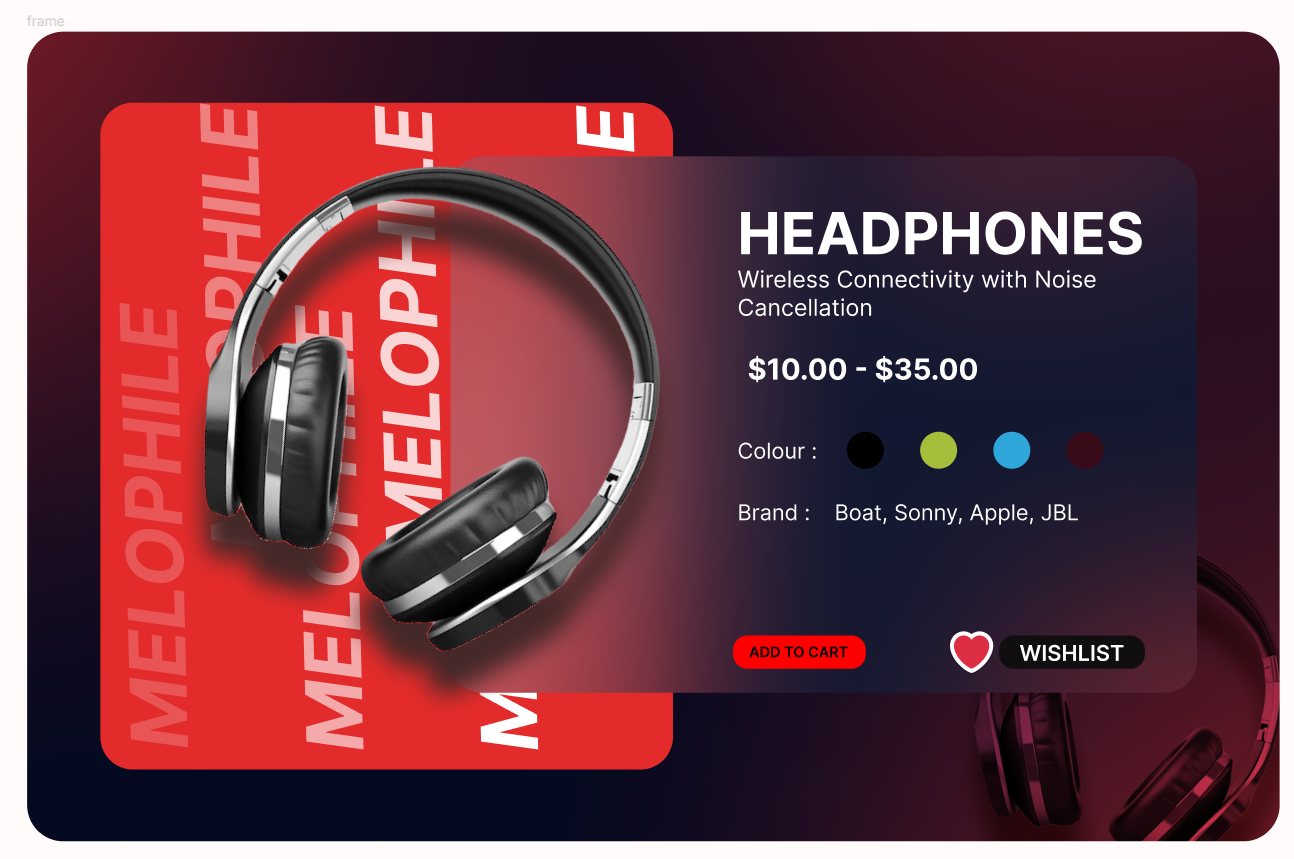 frame
MELOPHILE
MELOPHILE
MELOPHILE
MELOPHILE
HEADPHONES
Wireless Connectivity with Noise
Cancellation
$10.00 - $35.00
Colour :
Brand : Boat, Sonny, Apple, JBL
ADD TO CART
WISHLIST